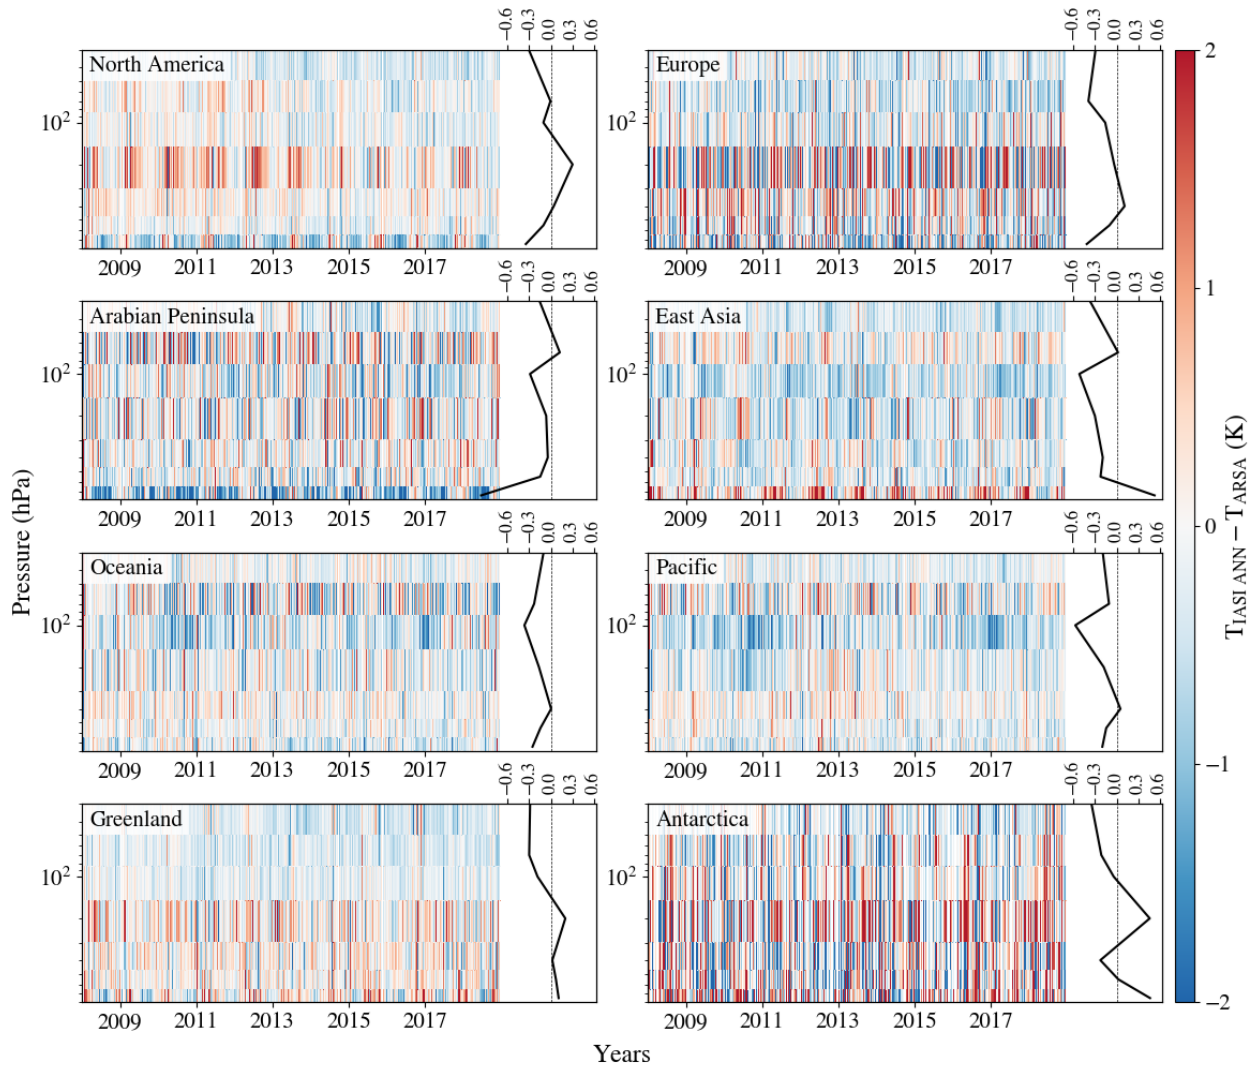 −0.6 −0.3 0.0 0.3 0.6 −0.6 −0.3 0.0 0.3 0.6
North America Europe 2
10² 10²
2009 2011 2013 2015 2017 2009 2011 2013 2015 2017
−0.6 −0.3 0.0 0.3 0.6 −0.6 −0.3 0.0 0.3 0.6
1
Arabian Peninsula East Asia
10² 10²
2009 2011 2013 2015 2017 2009 2011 2013 2015 2017
−0.6 −0.3 0.0 0.3 0.6 −0.6 −0.3 0.0 0.3 0.6
0
Pressure (hPa)
T_IASI ANN − T_ARSA (K)
Oceania Pacific
10² 10²
2009 2011 2013 2015 2017 2009 2011 2013 2015 2017
−0.6 −0.3 0.0 0.3 0.6 −0.6 −0.3 0.0 0.3 0.6
−1
Greenland Antarctica
10² 10²
2009 2011 2013 2015 2017 2009 2011 2013 2015 2017
−2
Years